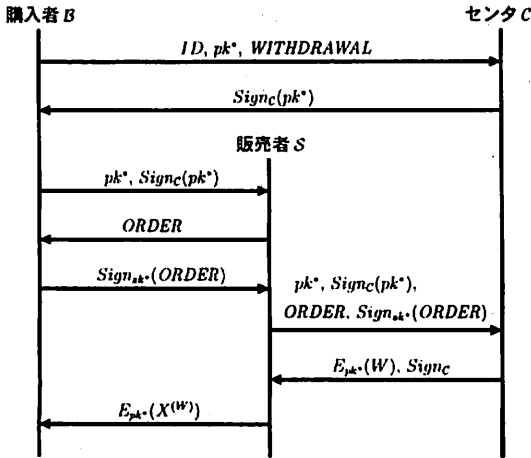 購入者 B
センタ C
ID, pk*, WITHDRAWAL
Sign_C(pk*)
販売者 S
pk*, Sign_C(pk*)
ORDER
Sign_sk*(ORDER)
pk*, Sign_C(pk*),
ORDER, Sign_sk*(ORDER)
E_pk*(W), Sign_C
E_pk*(X^(W))